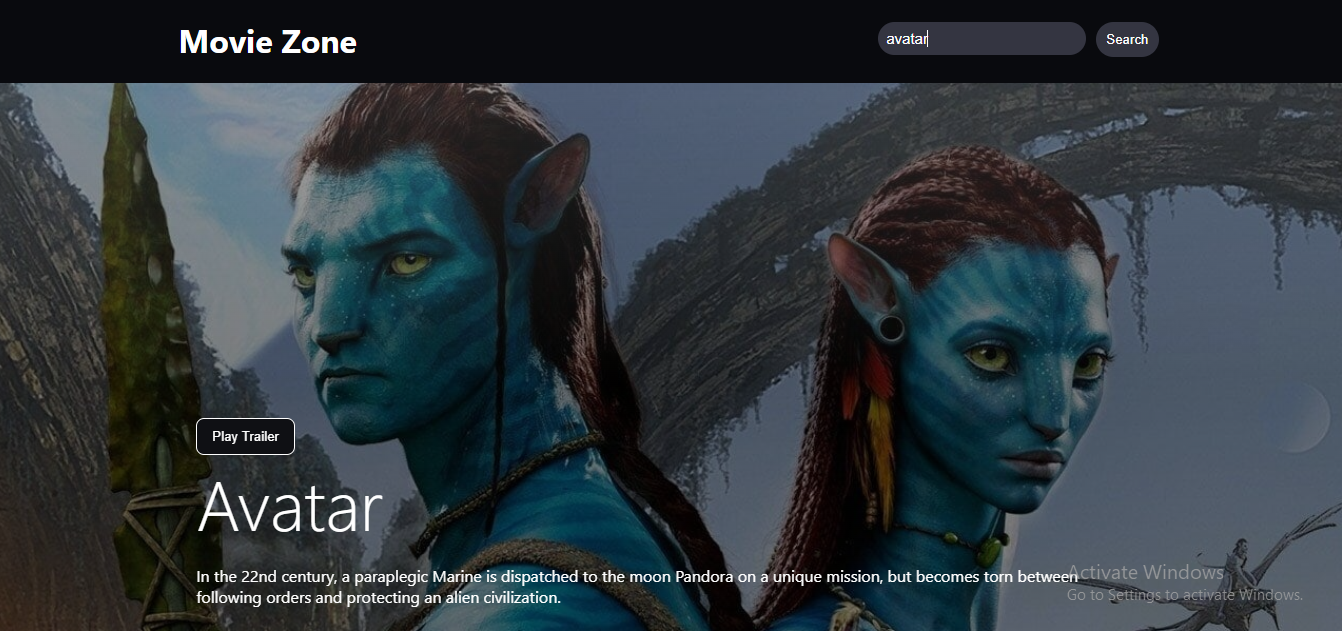 Movie Zone
avatar
Search
Play Trailer
Avatar
In the 22nd century, a paraplegic Marine is dispatched to the moon Pandora on a unique mission, but becomes torn between
following orders and protecting an alien civilization.
Activate Windows
Go to Settings to activate Windows.